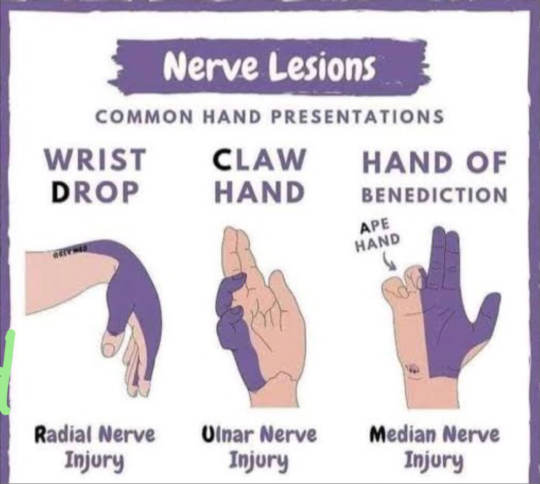 Nerve Lesions
COMMON HAND PRESENTATIONS
WRIST
DROP
CLAW
HAND
HAND OF
BENEDICTION
APE
HAND
Radial Nerve
Injury
Ulnar Nerve
Injury
Median Nerve
Injury